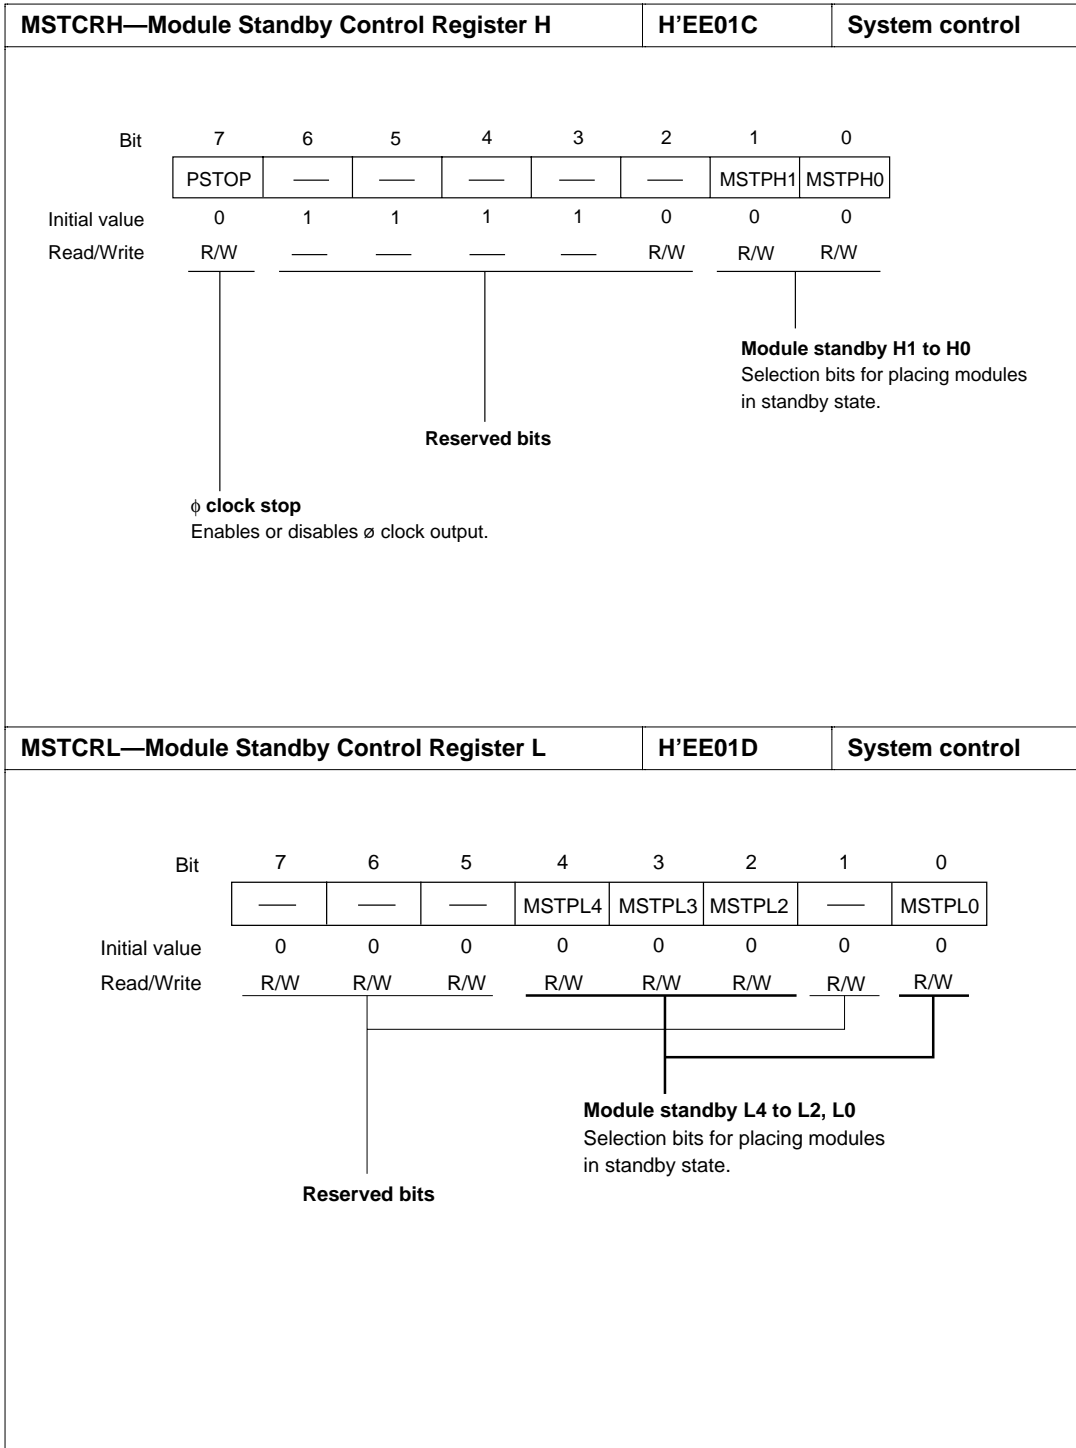 MSTCRH—Module Standby Control Register H H'EE01C System control
Bit 7 6 5 4 3 2 1 0
PSTOP — — — — — MSTPH1 MSTPH0
Initial value 0 1 1 1 1 0 0 0
Read/Write R/W — — — — R/W R/W R/W
Module standby H1 to H0
Selection bits for placing modules
in standby state.
Reserved bits
ϕ clock stop
Enables or disables ø clock output.
MSTCRL—Module Standby Control Register L H'EE01D System control
Bit 7 6 5 4 3 2 1 0
— — — MSTPL4 MSTPL3 MSTPL2 — MSTPL0
Initial value 0 0 0 0 0 0 0 0
Read/Write R/W R/W R/W R/W R/W R/W R/W R/W
Module standby L4 to L2, L0
Selection bits for placing modules
in standby state.
Reserved bits